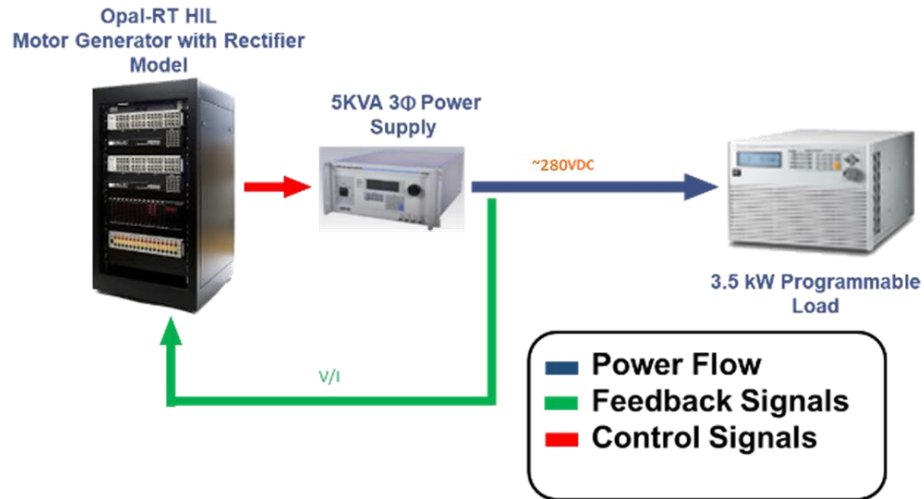 Opal-RT HIL
Motor Generator with Rectifier
Model
5KVA 3Φ Power
Supply
~280VDC
3.5 kW Programmable
Load
V/I
Power Flow
Feedback Signals
Control Signals